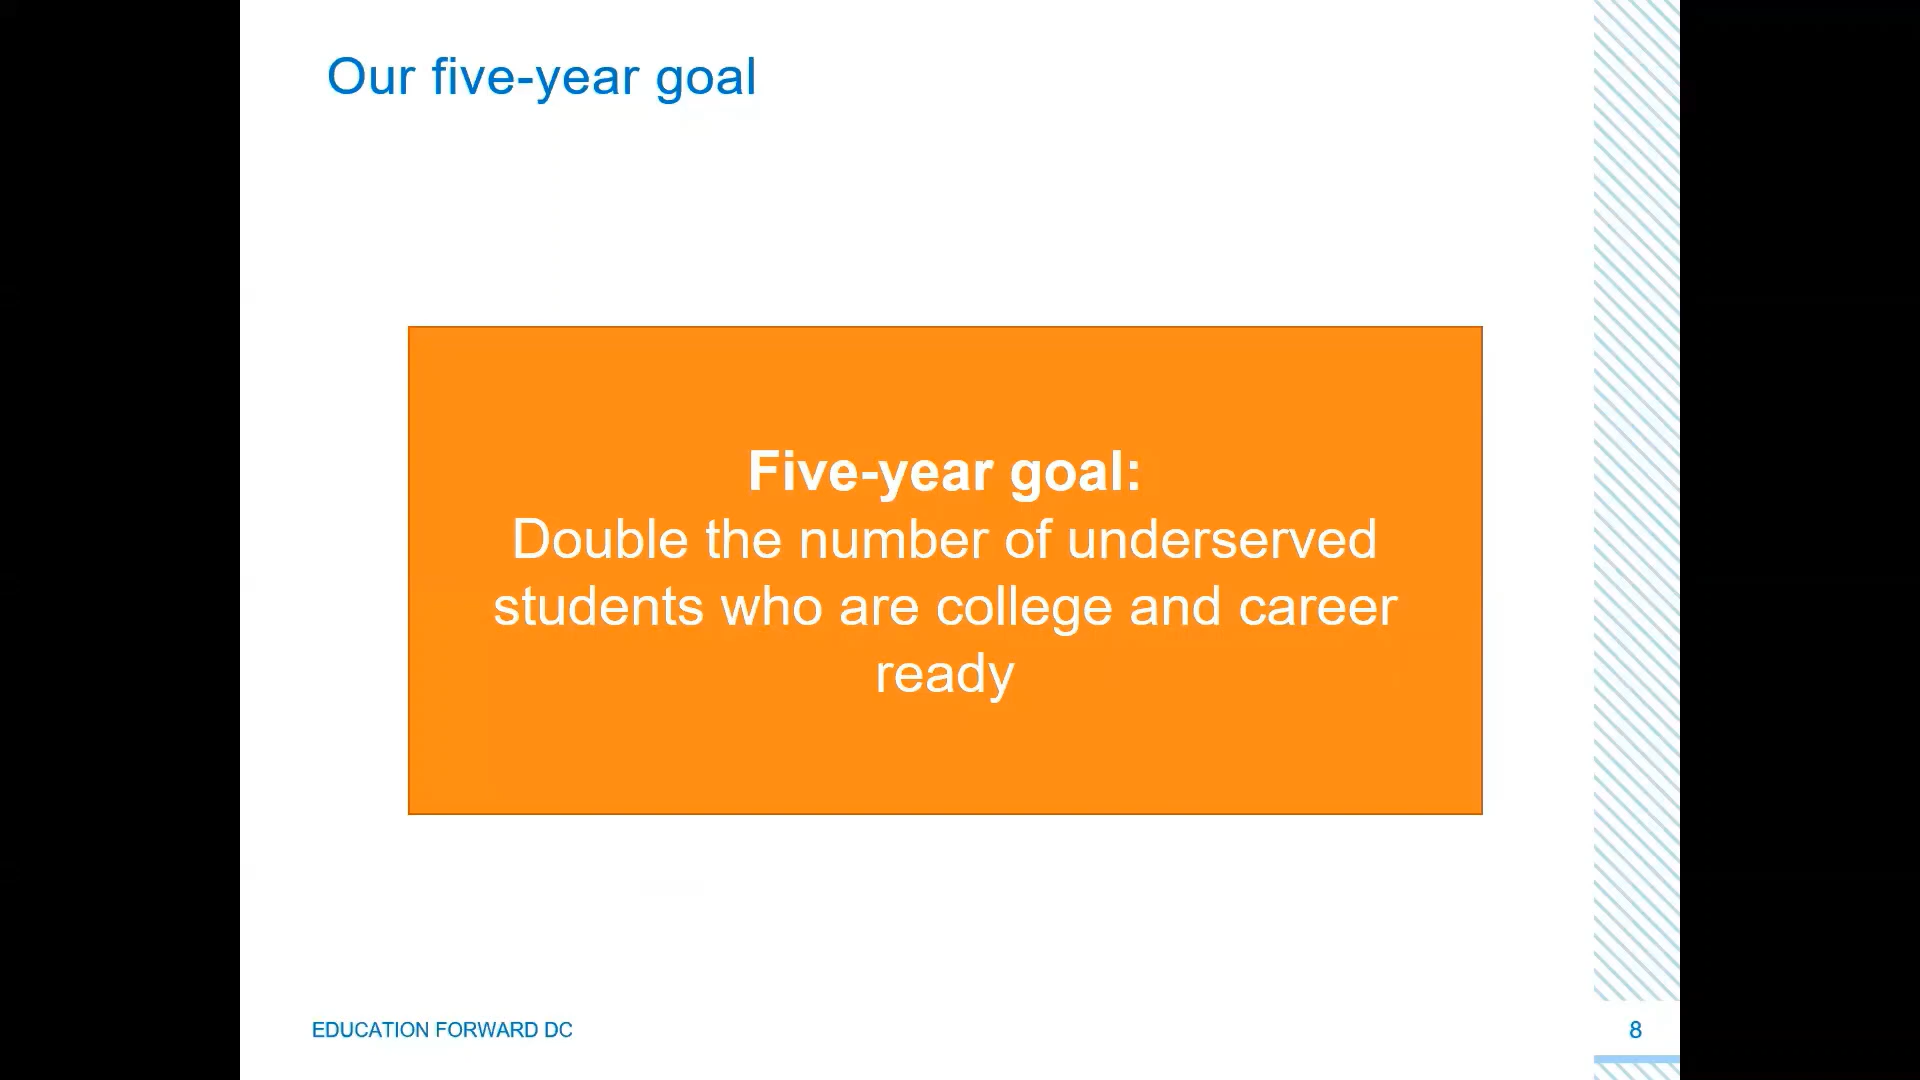 Our five-year goal
Five-year goal:
Double the number of underserved
students who are college and career
ready
EDUCATION FORWARD DC
8